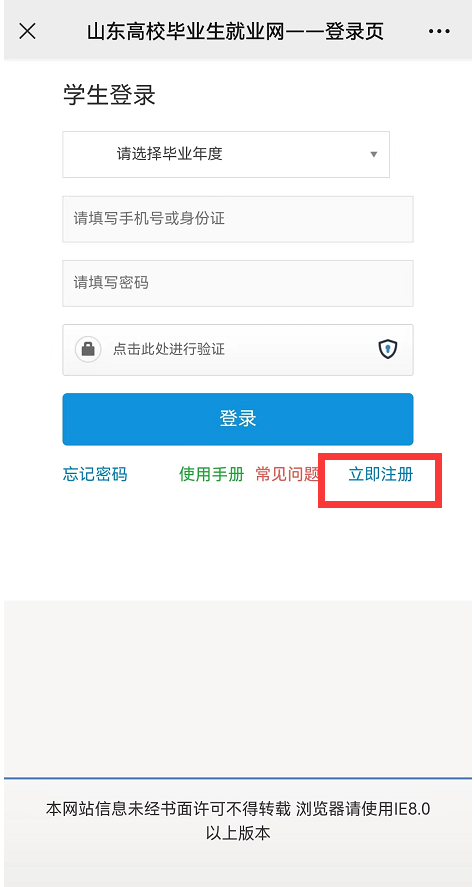 山东高校毕业生就业网一一登录页
学生登录
请选择毕业年度
请填写手机号或身份证
请填写密码
点击此处进行验证
登录
忘记密码 使用手册 常见问题 立即注册
本网站信息未经书面许可不得转载 浏览器请使用IE8.0
以上版本